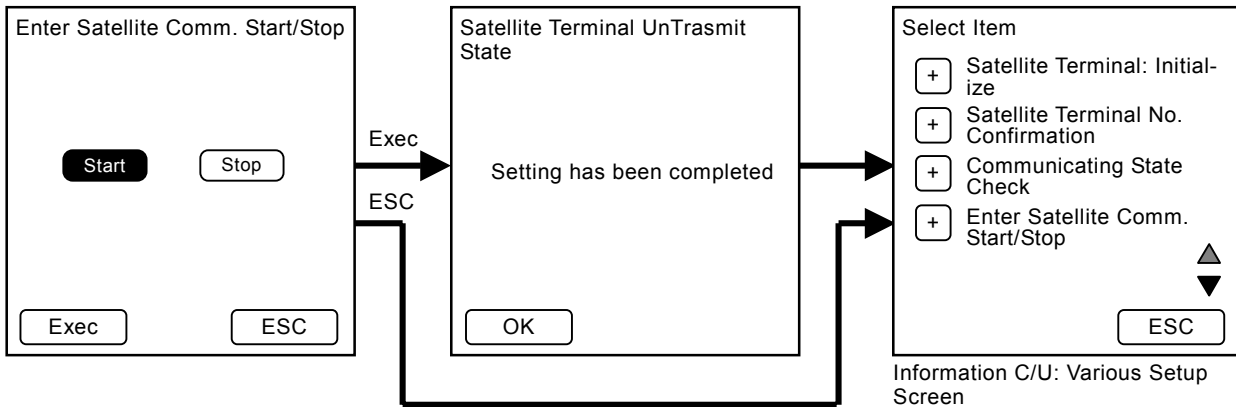 Enter Satellite Comm. Start/Stop
Start
Stop
Exec
ESC
Exec
ESC
Satellite Terminal UnTrasmit
State
Setting has been completed
OK
Select Item
+ Satellite Terminal: Initial-
ize
+ Satellite Terminal No.
Confirmation
+ Communicating State
Check
+ Enter Satellite Comm.
Start/Stop
ESC
Information C/U: Various Setup
Screen